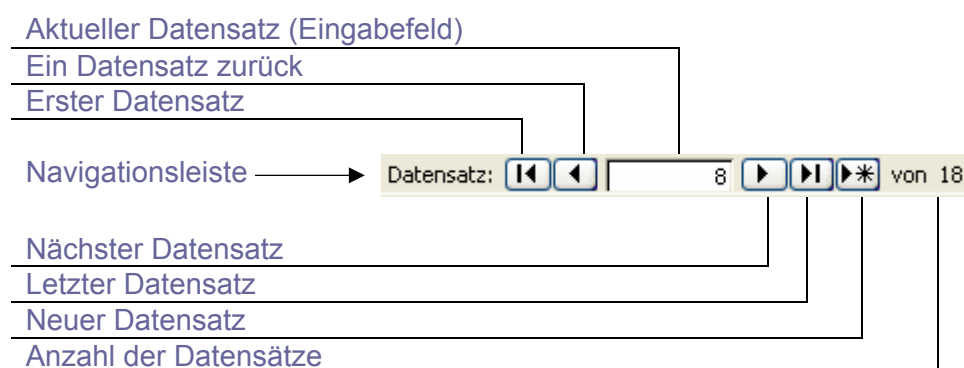 Aktueller Datensatz (Eingabefeld)
Ein Datensatz zurück
Erster Datensatz
Navigationsleiste
Datensatz: 8 von 18
Nächster Datensatz
Letzter Datensatz
Neuer Datensatz
Anzahl der Datensätze